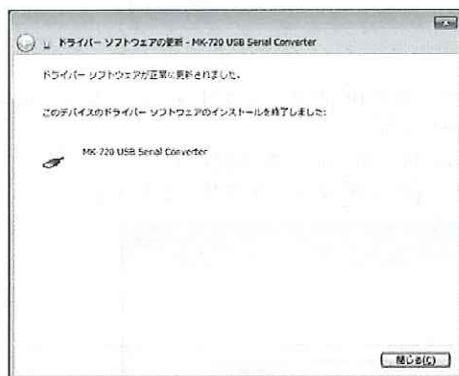 ドライバー ソフトウェアの更新 - MK-720 USB Serial Converter
ドライバー ソフトウェアが正常に更新されました。
このデバイスのドライバー ソフトウェアのインストールを終了しました:
MK-720 USB Serial Converter
閉じる(C)